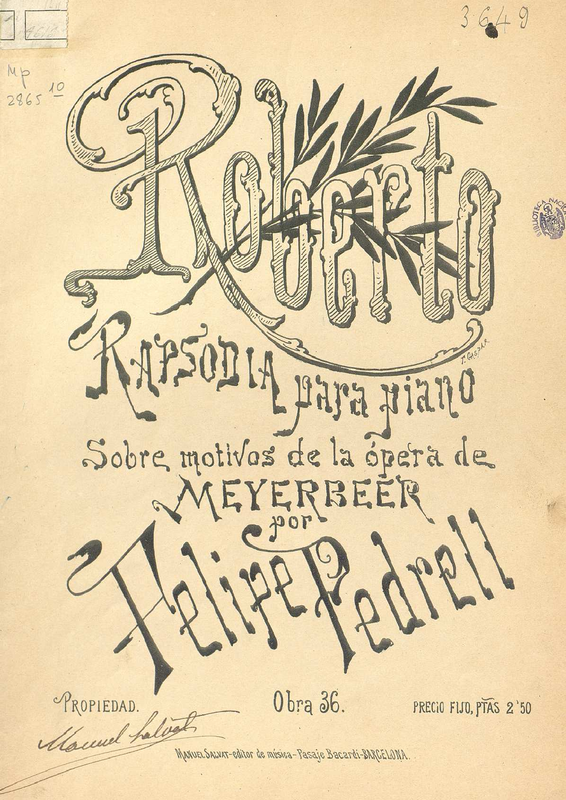 3649
Mp
2865 10
Roberto
Rapsodia para piano
Sobre motivos de la ópera de
MEYERBEER
por
Felipe Pedrell
Propiedad.
Obra 36.
PRECIO FIJO, PTAS 2'50
Manuel Salvat
Manuel Salvat-editor de música-Pasaje Bacardi-BARCELONA.